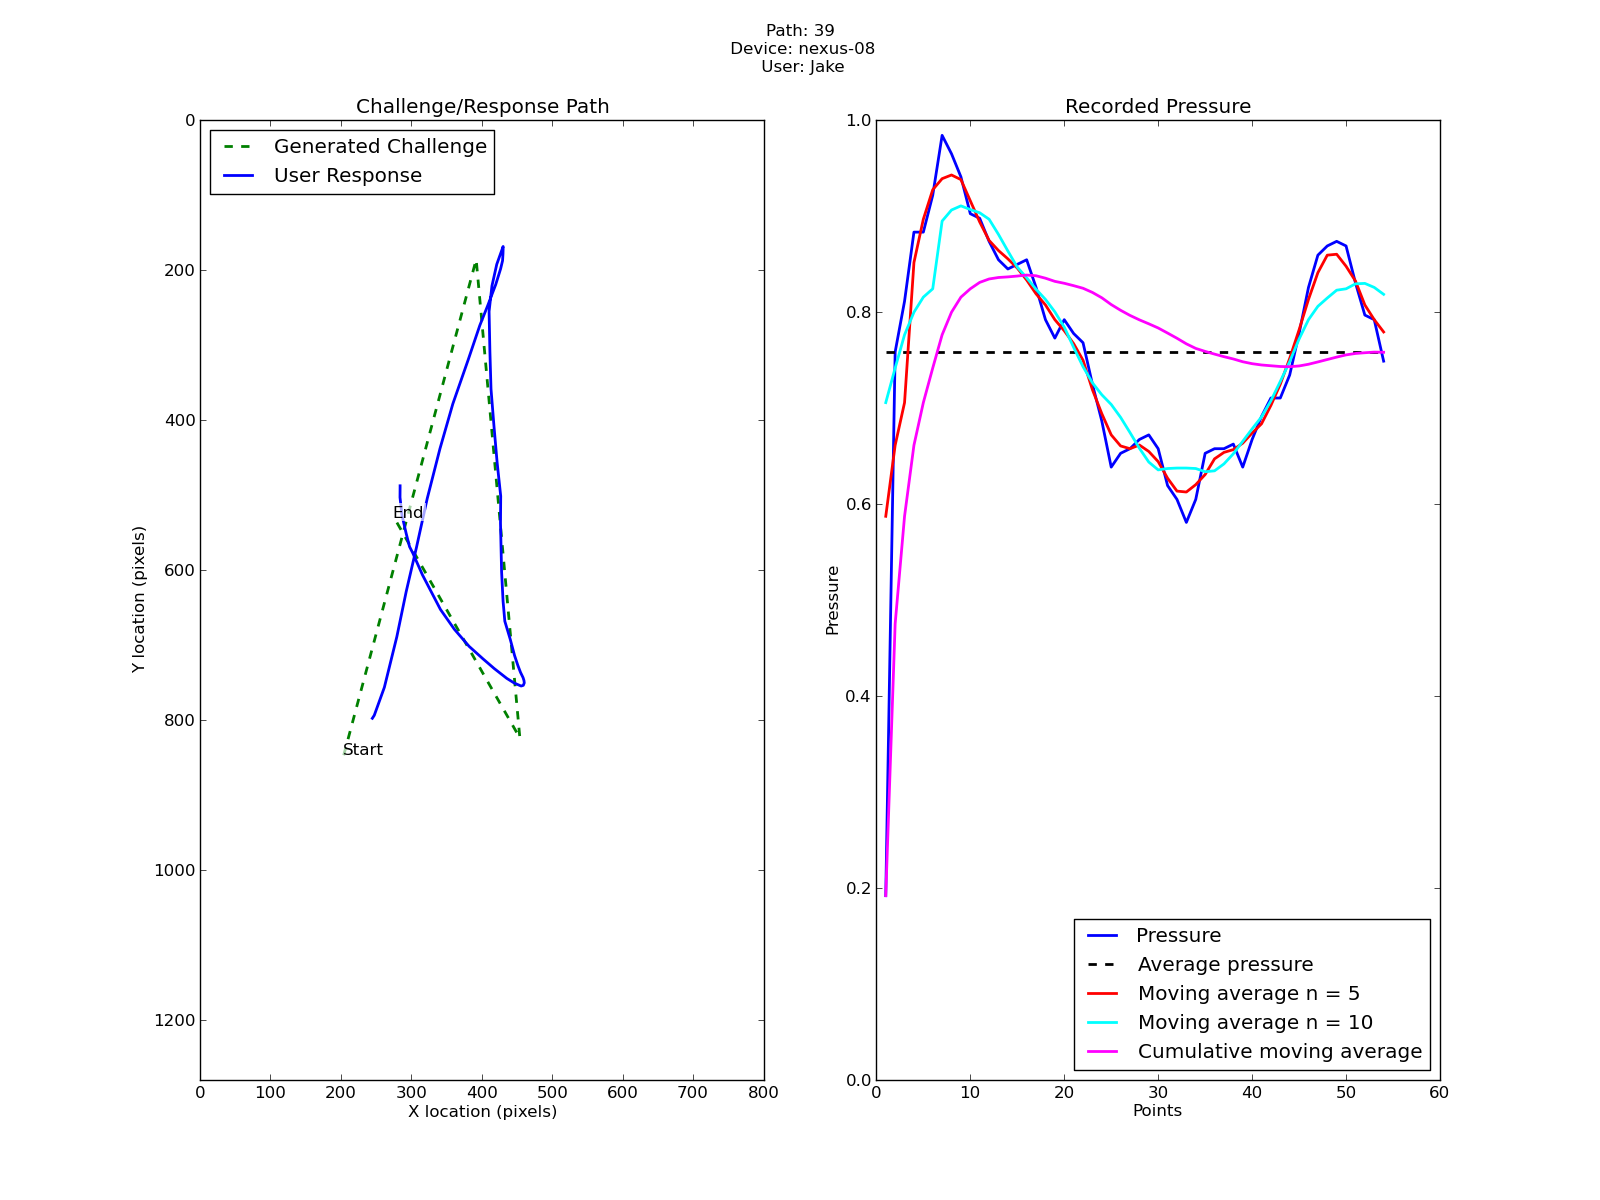 Path: 39
Device: nexus-08
User: Jake
Challenge/Response Path
Generated Challenge
User Response
0
200
400
600
800
1000
1200
Y location (pixels)
End
Start
0 100 200 300 400 500 600 700 800
X location (pixels)
Recorded Pressure
1.0
0.8
0.6
0.4
0.2
0.0
Pressure
Pressure
Average pressure
Moving average n = 5
Moving average n = 10
Cumulative moving average
0 10 20 30 40 50 60
Points